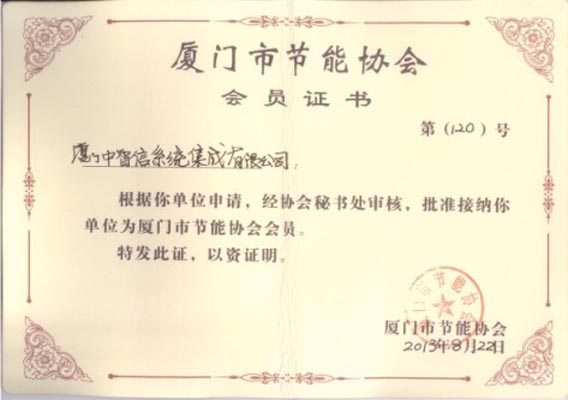 厦门市节能协会
会员证书
第(120)号
厦门中智信系统集成有限公司:
根据你单位申请,经协会秘书处审核,批准接纳你
单位为厦门市节能协会会员。
特发此证,以资证明。
厦门市节能协会
厦门市节能协会
2013年8月22日